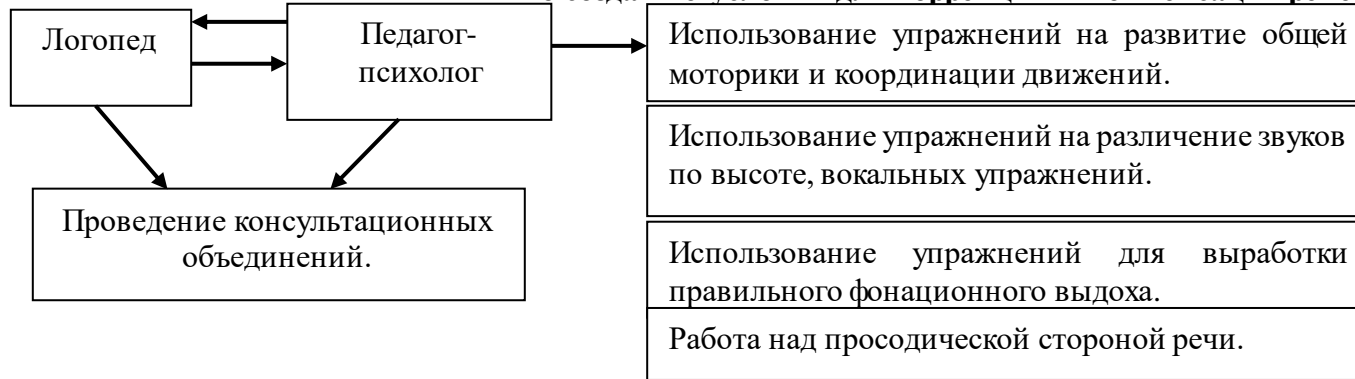 Логопед
Педагог-
психолог
Проведение консультационных
объединений.
Использование упражнений на развитие общей
моторики и координации движений.
Использование упражнений на различение звуков
по высоте, вокальных упражнений.
Использование упражнений для выработки
правильного фонационного выдоха.
Работа над просодической стороной речи.